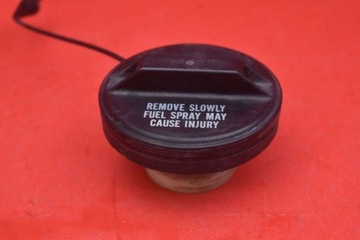 REMOVE SLOWLY
FUEL SPRAY MAY
CAUSE INJURY